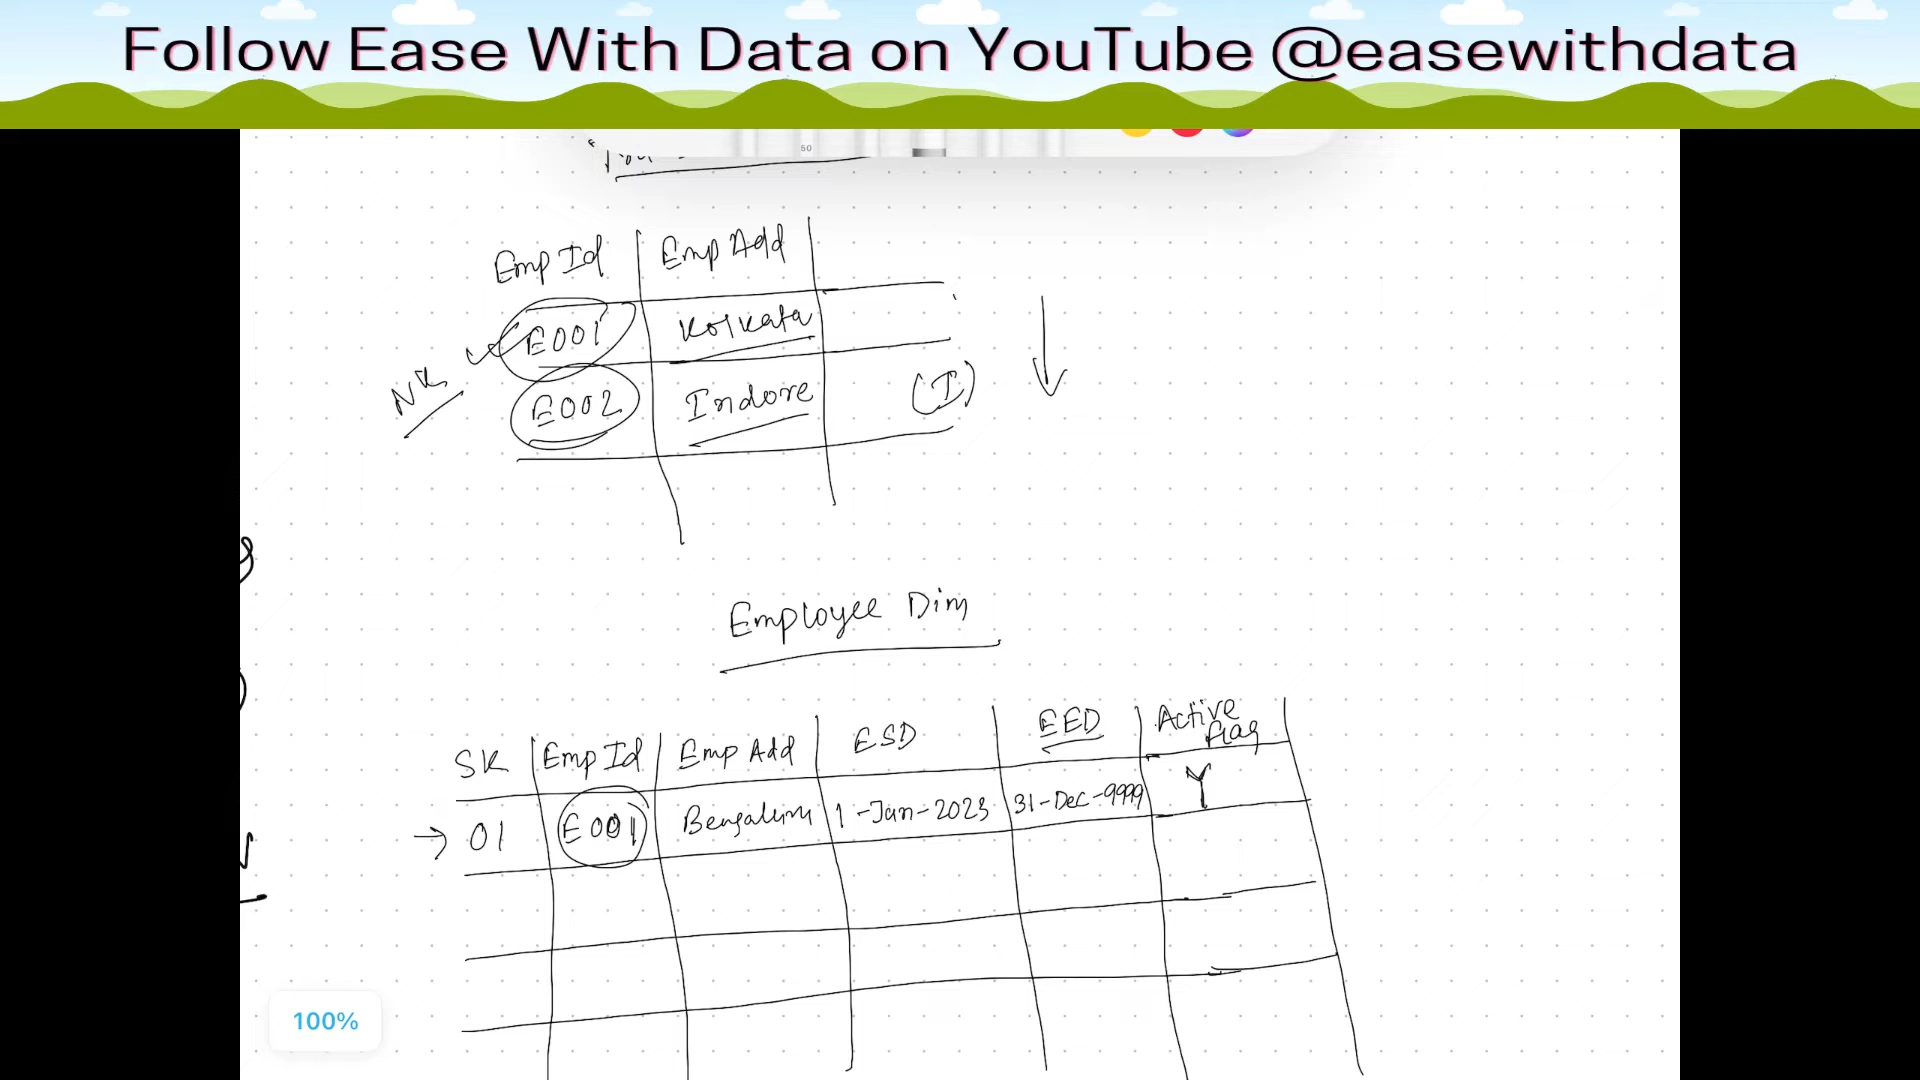 Follow Ease With Data on YouTube @easewithdata
50
Emp Id Emp Add
E001 Kolkata
NK
E002 Indore (I)
Employee Dim
SK Emp Id Emp Add ESD EED Active flag
→ 01 E001 Bengaluru 1-Jan-2023 31-Dec-9999 Y
100%